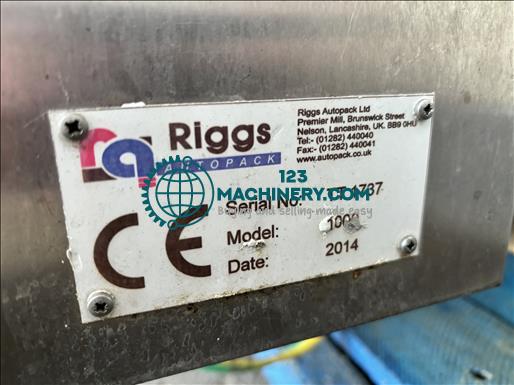 rq Riggs
AUTOPACK
Riggs Autopack Ltd
Premier Mill, Brunswick Street
Nelson, Lancashire, UK. BB9 0HU
Tel:- (01282) 440040
Fax:- (01282) 440041
www.autopack.co.uk
123
MACHINERY.COM
Buying and selling made easy
CE
Serial No:
Model: 1000
Date: 2014